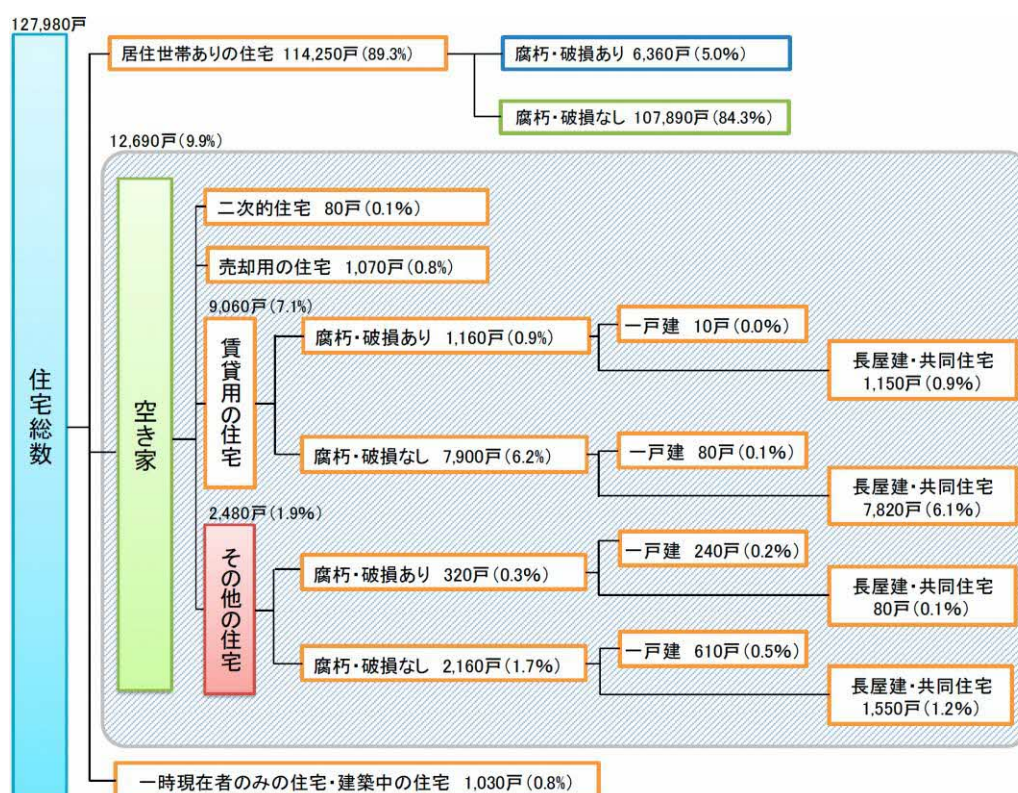 127,980戸
居住世帯ありの住宅 114,250戸(89.3%)
腐朽・破損あり 6,360戸(5.0%)
腐朽・破損なし 107,890戸(84.3%)
12,690戸(9.9%)
二次的住宅 80戸(0.1%)
売却用の住宅 1,070戸(0.8%)
9,060戸(7.1%)
賃貸用の住宅
腐朽・破損あり 1,160戸(0.9%)
一戸建 10戸(0.0%)
長屋建・共同住宅
1,150戸(0.9%)
住宅総数
空き家
腐朽・破損なし 7,900戸(6.2%)
一戸建 80戸(0.1%)
長屋建・共同住宅
7,820戸(6.1%)
2,480戸(1.9%)
その他の住宅
腐朽・破損あり 320戸(0.3%)
一戸建 240戸(0.2%)
長屋建・共同住宅
80戸(0.1%)
腐朽・破損なし 2,160戸(1.7%)
一戸建 610戸(0.5%)
長屋建・共同住宅
1,550戸(1.2%)
一時現在者のみの住宅・建築中の住宅 1,030戸(0.8%)